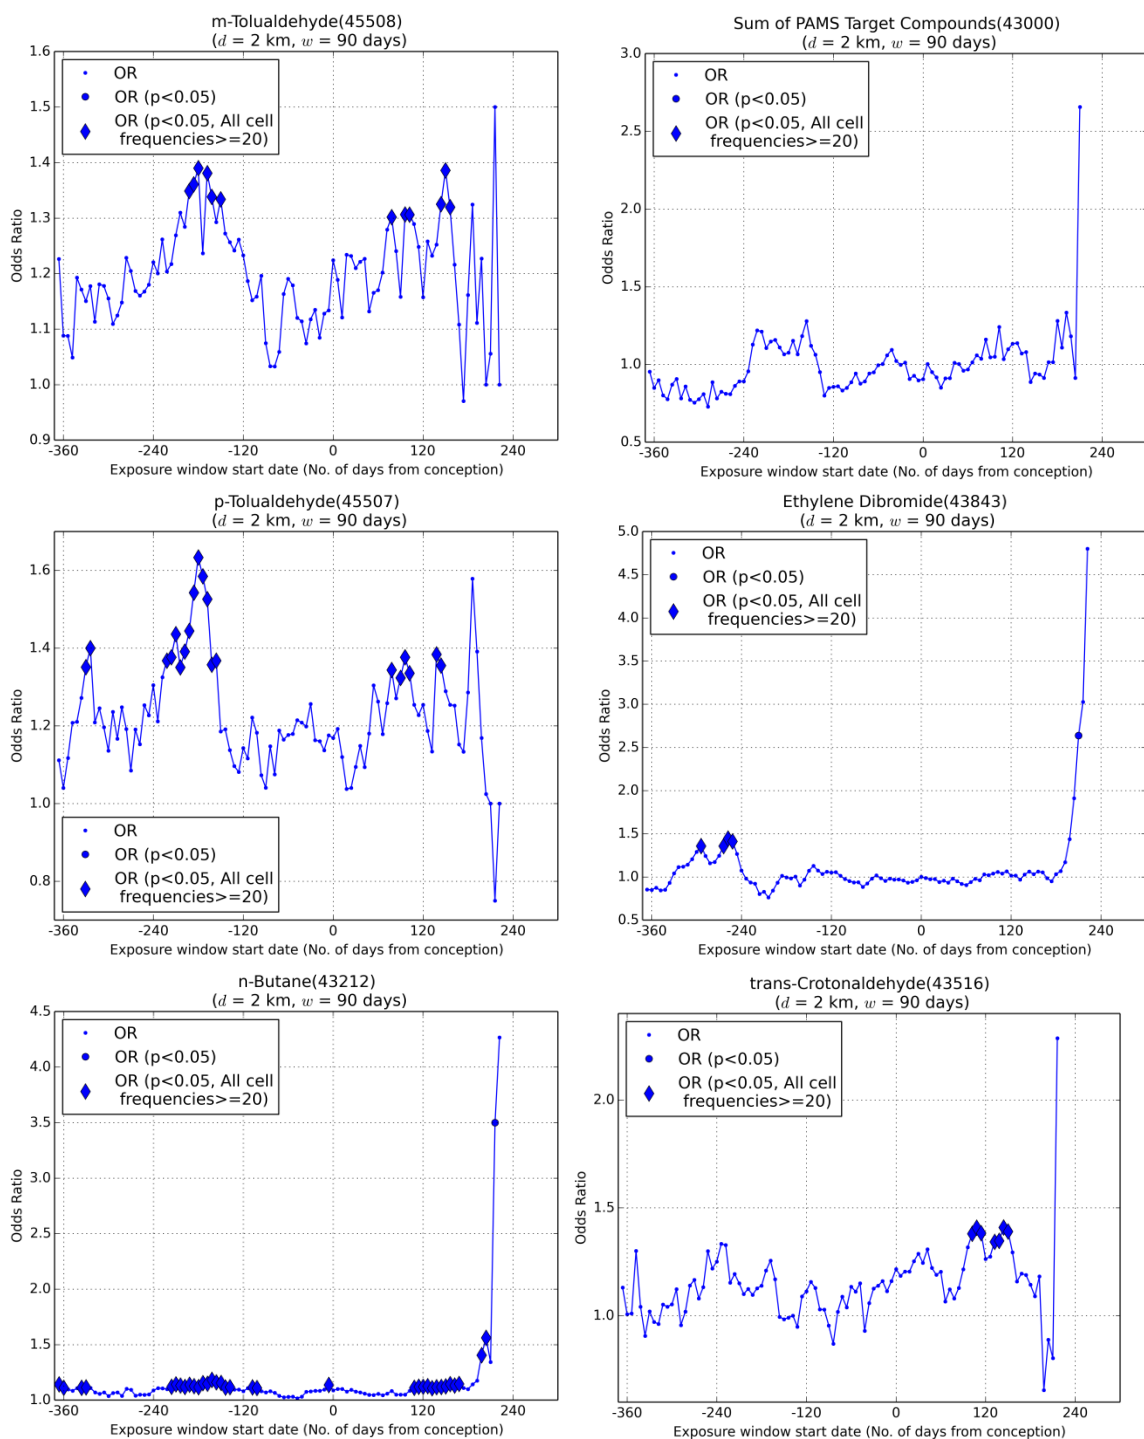 m-Tolualdehyde(45508)
(d = 2 km, w = 90 days)
1.6
1.5
1.4
1.3
1.2
1.1
1.0
0.9
Odds Ratio
OR
OR (p<0.05)
OR (p<0.05, All cell
frequencies>=20)
-360 -240 -120 0 120 240
Exposure window start date (No. of days from conception)
Sum of PAMS Target Compounds(43000)
(d = 2 km, w = 90 days)
3.0
2.5
2.0
1.5
1.0
0.5
Odds Ratio
OR
OR (p<0.05)
OR (p<0.05, All cell
frequencies>=20)
-360 -240 -120 0 120 240
Exposure window start date (No. of days from conception)
p-Tolualdehyde(45507)
(d = 2 km, w = 90 days)
1.6
1.4
1.2
1.0
0.8
Odds Ratio
OR
OR (p<0.05)
OR (p<0.05, All cell
frequencies>=20)
-360 -240 -120 0 120 240
Exposure window start date (No. of days from conception)
Ethylene Dibromide(43843)
(d = 2 km, w = 90 days)
5.0
4.5
4.0
3.5
3.0
2.5
2.0
1.5
1.0
0.5
Odds Ratio
OR
OR (p<0.05)
OR (p<0.05, All cell
frequencies>=20)
-360 -240 -120 0 120 240
Exposure window start date (No. of days from conception)
n-Butane(43212)
(d = 2 km, w = 90 days)
4.5
4.0
3.5
3.0
2.5
2.0
1.5
1.0
Odds Ratio
OR
OR (p<0.05)
OR (p<0.05, All cell
frequencies>=20)
-360 -240 -120 0 120 240
Exposure window start date (No. of days from conception)
trans-Crotonaldehyde(43516)
(d = 2 km, w = 90 days)
2.0
1.5
1.0
Odds Ratio
OR
OR (p<0.05)
OR (p<0.05, All cell
frequencies>=20)
-360 -240 -120 0 120 240
Exposure window start date (No. of days from conception)